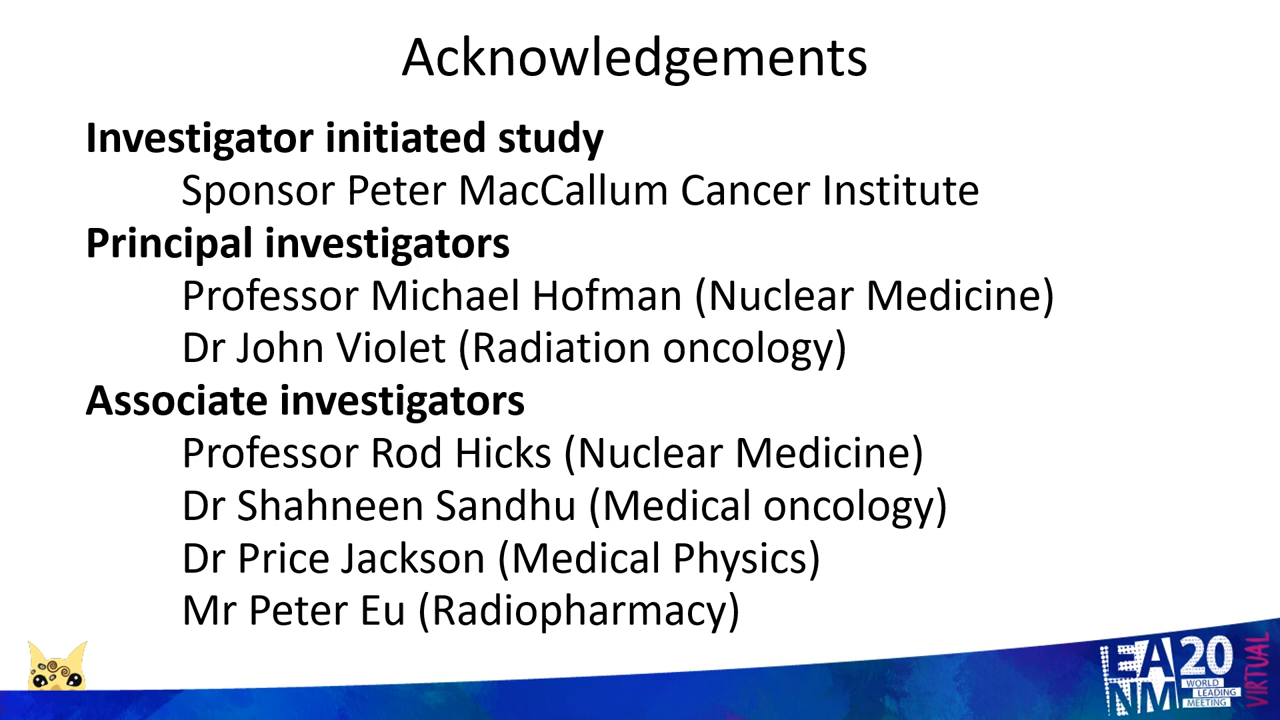 Acknowledgements
Investigator initiated study
Sponsor Peter MacCallum Cancer Institute
Principal investigators
Professor Michael Hofman (Nuclear Medicine)
Dr John Violet (Radiation oncology)
Associate investigators
Professor Rod Hicks (Nuclear Medicine)
Dr Shahneen Sandhu (Medical oncology)
Dr Price Jackson (Medical Physics)
Mr Peter Eu (Radiopharmacy)
EA20
NM
WORLD
LEADING
MEETING
VIRTUAL